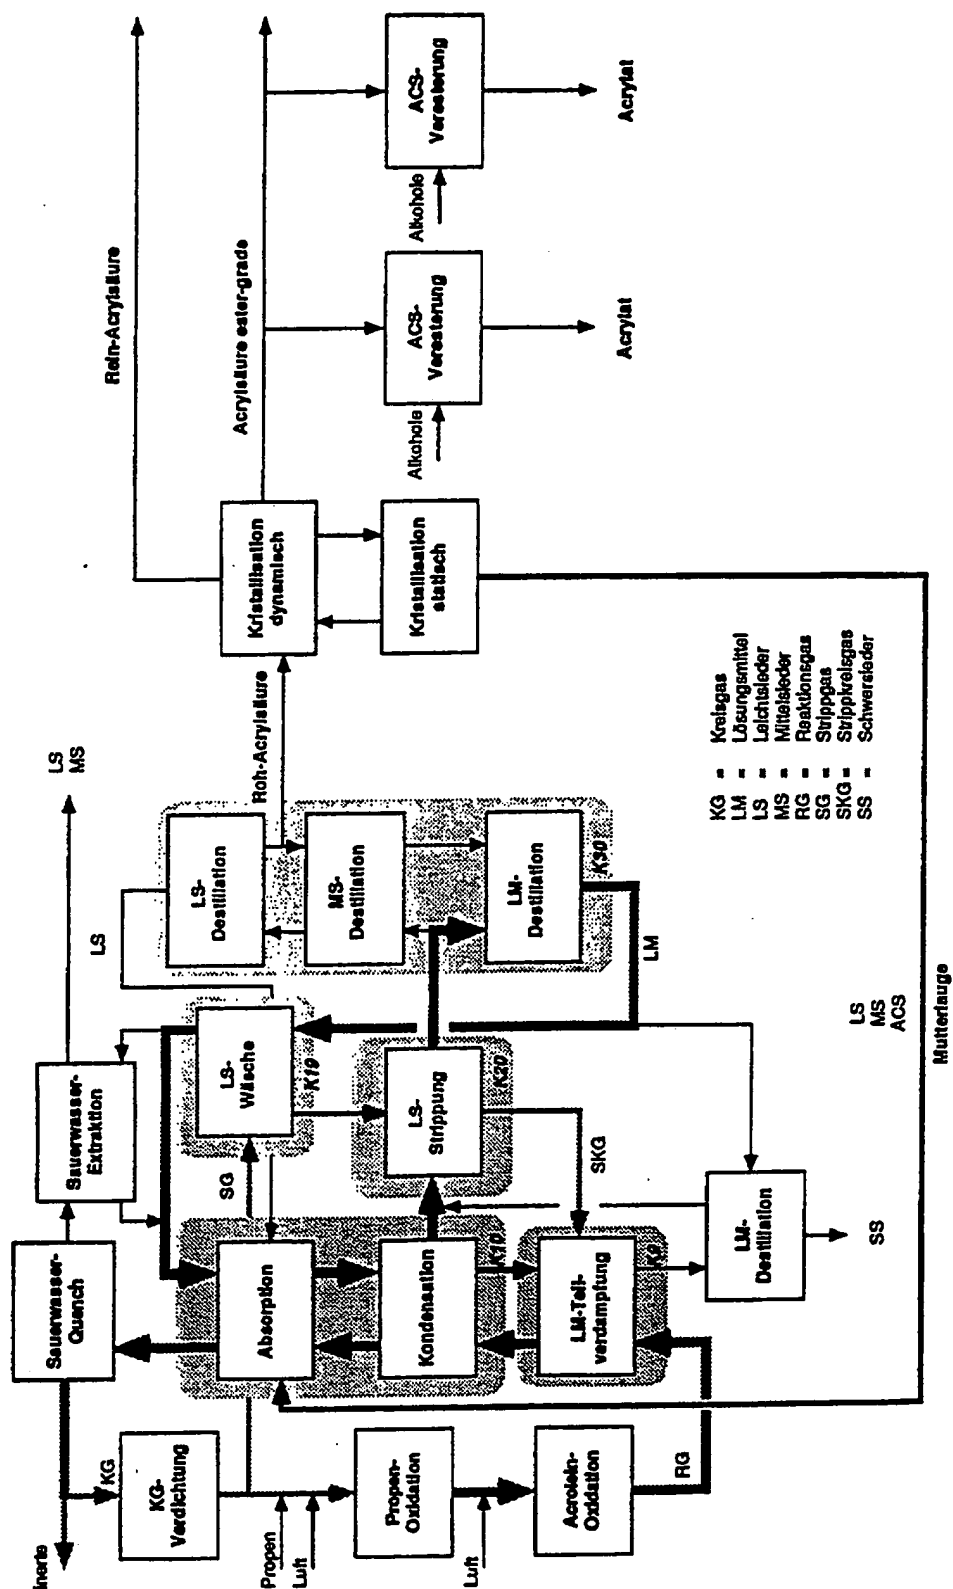 Inerte
KG
KG-
Verdichtung
Propen
Luft
Propen-
Oxidation
Luft
Acrolein-
Oxidation
RG
Sauerwasser-
Quench
Sauerwasser-
Extraktion
LS
MS
Absorption
Kondensation
K10
LM-Teil-
verdampfung
K9
SG
LS-
Wäsche
K19
LS-
Strippung
K20
SKG
LM-
Destillation
SS
LS
LS-
Destillation
MS-
Destillation
LM-
Destillation
K30
LM
Roh-Acrylsäure
Kristallisation
dynamisch
Kristallisation
statisch
Rein-Acrylsäure
Acrylsäure ester-grade
Alkohole
ACS-
Veresterung
Acrylat
Alkohole
ACS-
Veresterung
Acrylat
KG = Kreisgas
LM = Lösungsmittel
LS = Leichtsieder
MS = Mittelsieder
RG = Reaktionsgas
SG = Strippgas
SKG = Strippkreisgas
SS = Schwersieder
LS
MS
ACS
Mutterlauge